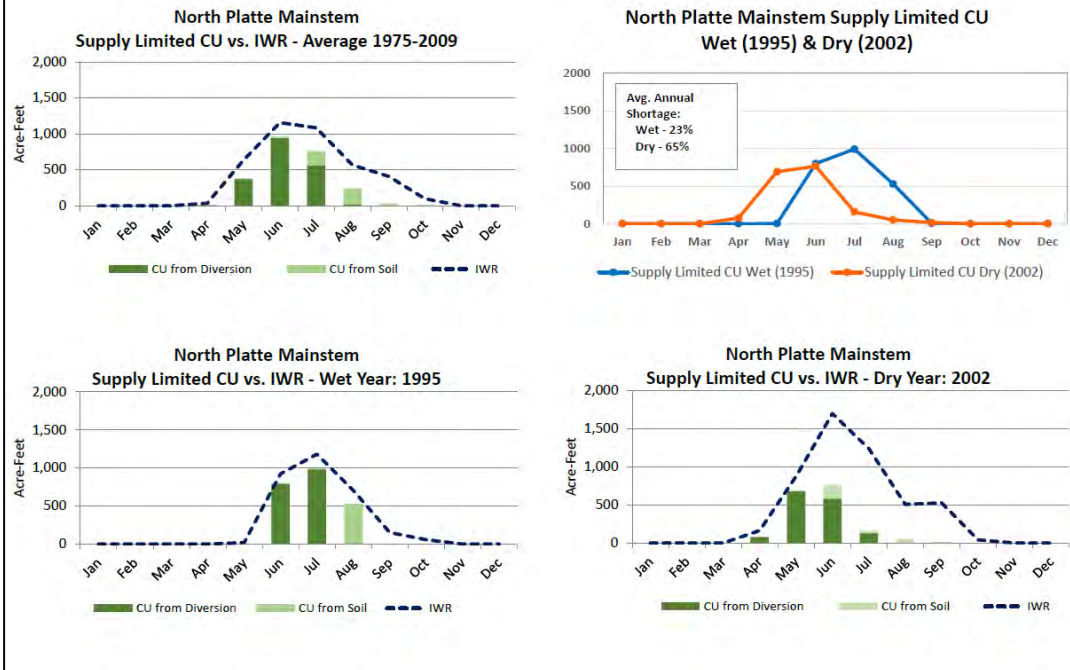 North Platte Mainstem
Supply Limited CU vs. IWR - Average 1975-2009
2,000
1,500
1,000
500
0
Acre-Feet
Jan Feb Mar Apr May Jun Jul Aug Sep Oct Nov Dec
CU from Diversion CU from Soil IWR
North Platte Mainstem Supply Limited CU
Wet (1995) & Dry (2002)
2000
1500
1000
500
0
Avg. Annual
Shortage:
Wet - 23%
Dry - 65%
Jan Feb Mar Apr May Jun Jul Aug Sep Oct Nov Dec
Supply Limited CU Wet (1995) Supply Limited CU Dry (2002)
North Platte Mainstem
Supply Limited CU vs. IWR - Wet Year: 1995
2,000
1,500
1,000
500
0
Acre-Feet
Jan Feb Mar Apr May Jun Jul Aug Sep Oct Nov Dec
CU from Diversion CU from Soil IWR
North Platte Mainstem
Supply Limited CU vs. IWR - Dry Year: 2002
2,000
1,500
1,000
500
0
Acre-Feet
Jan Feb Mar Apr May Jun Jul Aug Sep Oct Nov Dec
CU from Diversion CU from Soil IWR